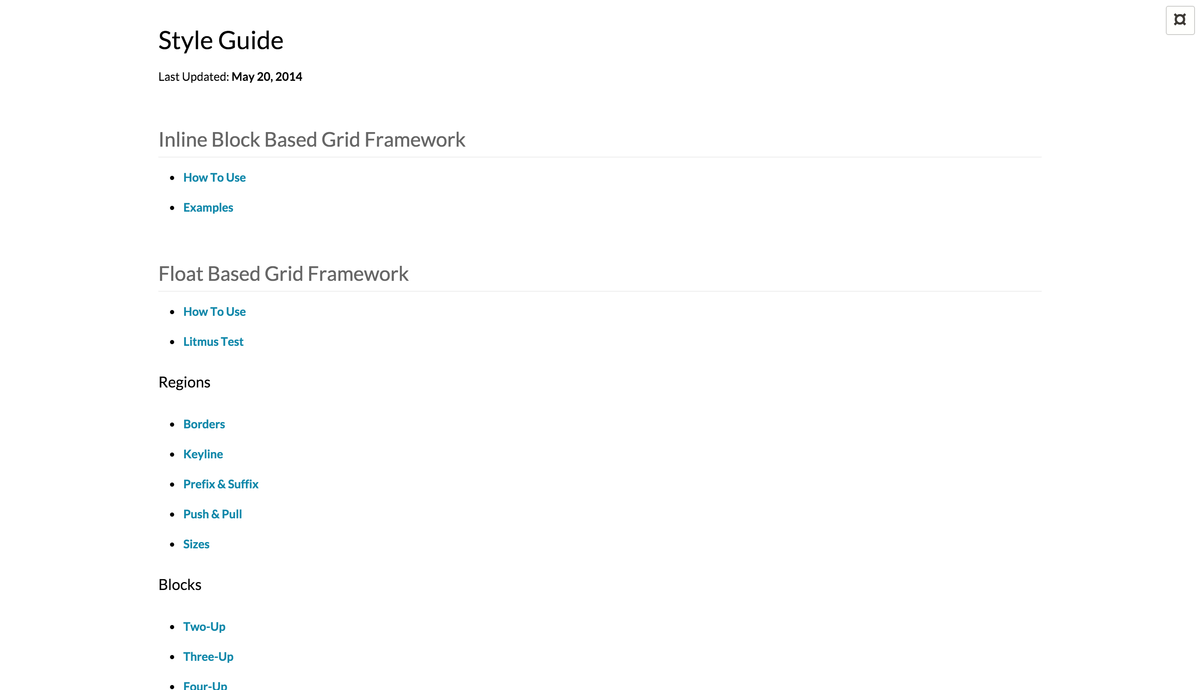 Style Guide
Last Updated: May 20, 2014
Inline Block Based Grid Framework
How To Use
Examples
Float Based Grid Framework
How To Use
Litmus Test
Regions
Borders
Keyline
Prefix & Suffix
Push & Pull
Sizes
Blocks
Two-Up
Three-Up
Four-Up